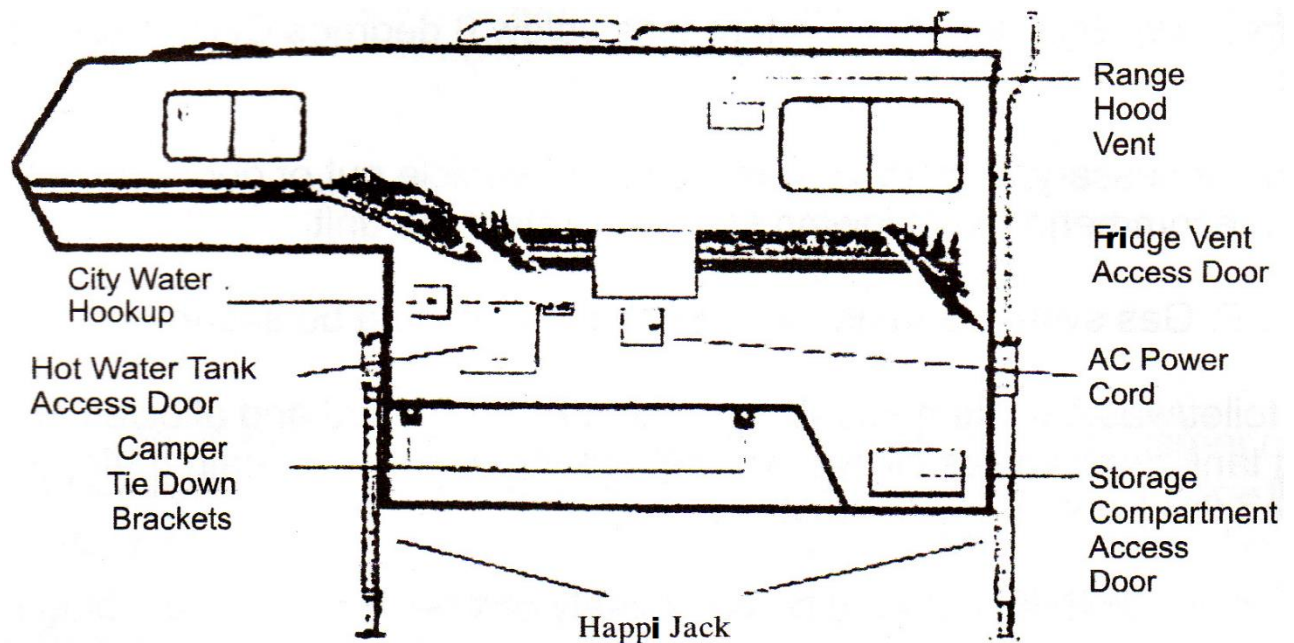 Range
Hood
Vent
Fridge Vent
Access Door
City Water
Hookup
Hot Water Tank
Access Door
AC Power
Cord
Camper
Tie Down
Brackets
Storage
Compartment
Access
Door
Happi Jack